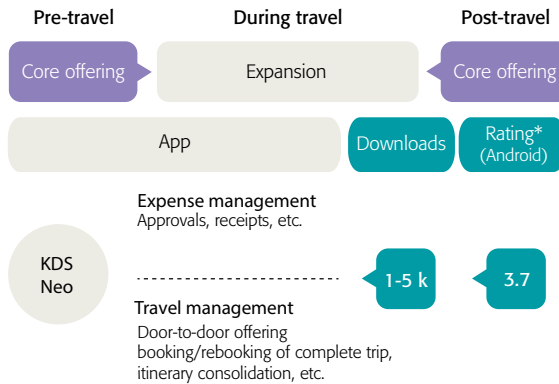 Pre-travel During travel Post-travel
Core offering Expansion Core offering
App Downloads Rating*
(Android)
Expense management
Approvals, receipts, etc.
KDS
Neo
1-5 k 3.7
Travel management
Door-to-door offering
booking/rebooking of complete trip,
itinerary consolidation, etc.